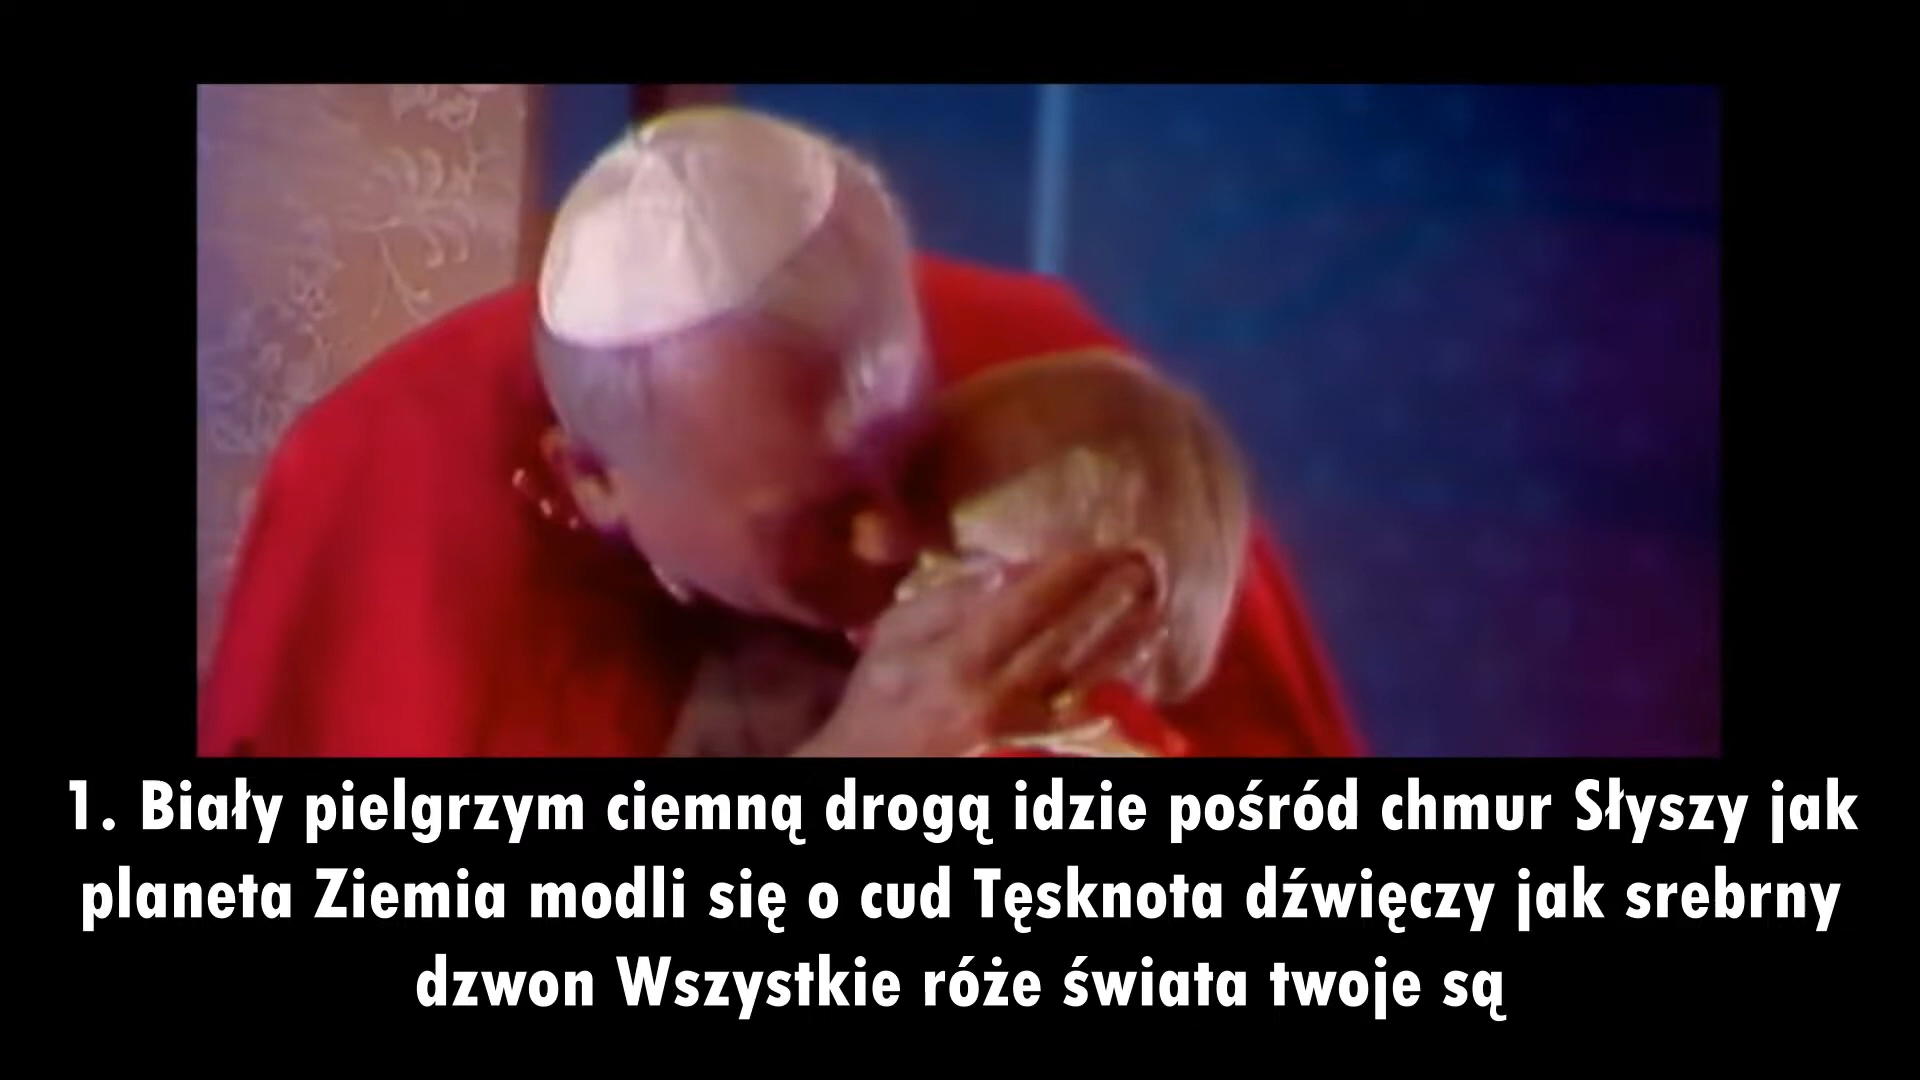 1. Biały pielgrzym ciemną drogą idzie pośród chmur Słyszy jak
planeta Ziemia modli się o cud Tęsknota dźwięczy jak srebrny
dzwon Wszystkie róże świata twoje są